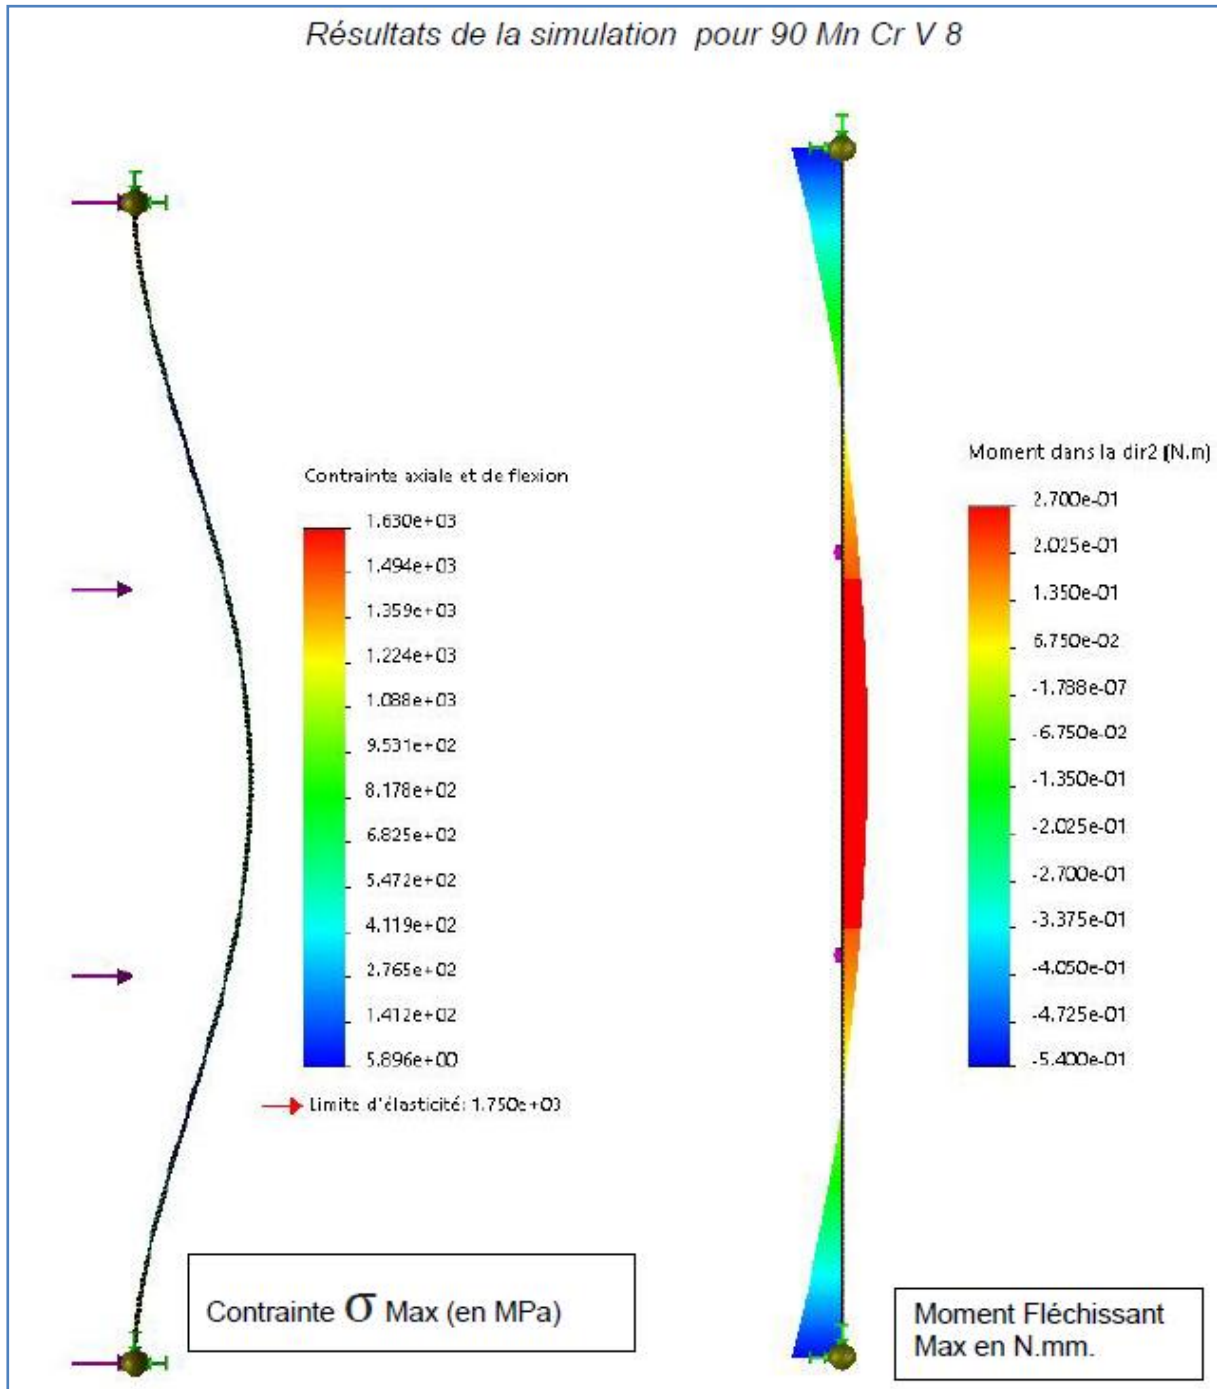 Résultats de la simulation pour 90 Mn Cr V 8
Contrainte axiale et de flexion
1.630e+03
1.494e+03
1.359e+03
1.224e+03
1.088e+03
9.531e+02
8.178e+02
6.825e+02
5.472e+02
4.119e+02
2.765e+02
1.412e+02
5.896e+00
Limite d'élasticité: 1.750e+03
Contrainte σ Max (en MPa)
Moment dans la dir2 (N.m)
2.700e-01
2.025e-01
1.350e-01
6.750e-02
-1.788e-07
-6.750e-02
-1.350e-01
-2.025e-01
-2.700e-01
-3.375e-01
-4.050e-01
-4.725e-01
-5.400e-01
Moment Fléchissant
Max en N.mm.